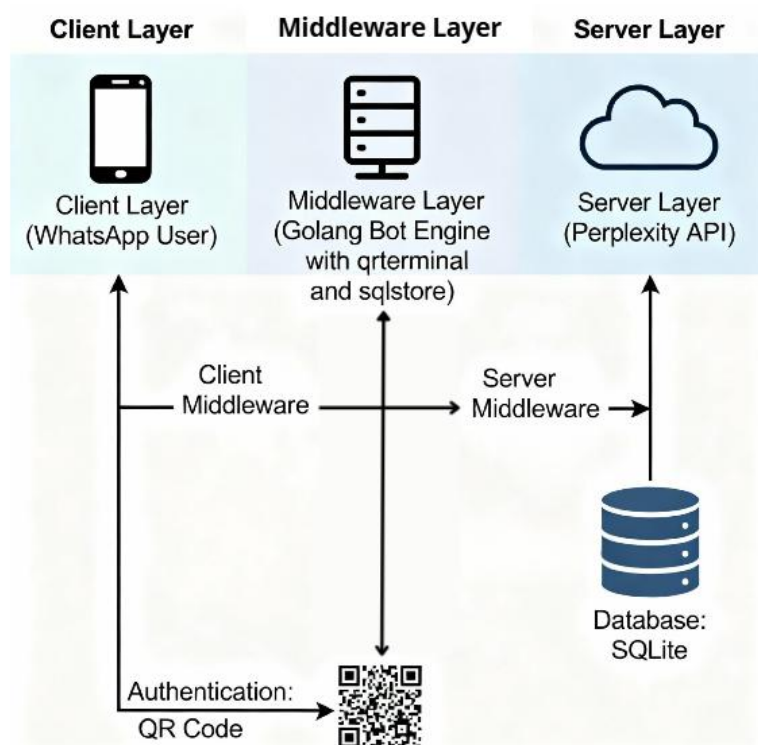 Client Layer
Middleware Layer
Server Layer
Client Layer
(WhatsApp User)
Middleware Layer
(Golang Bot Engine
with qrterminal
and sqlstore)
Server Layer
(Perplexity API)
Client
Middleware
Server
Middleware
Database:
SQLite
Authentication:
QR Code